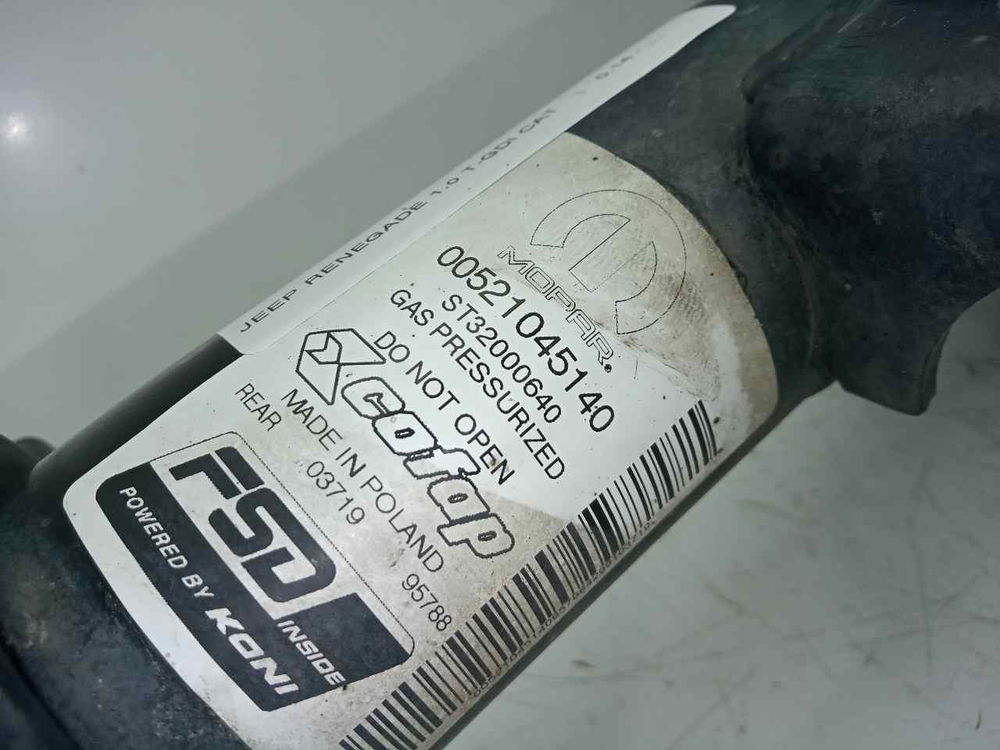 JEEP RENEGADE 1.0 T-GDI CAT
MOPAR.
00521045140
ST32000640
GAS PRESSURIZED
DO NOT OPEN
cofap
MADE IN POLAND
REAR 03719 95788
FSD
INSIDE
POWERED BY KONI